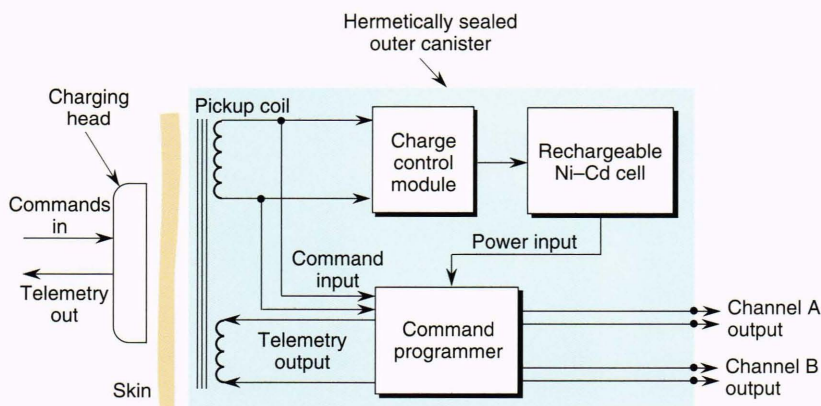 Hermetically sealed
outer canister
Charging
head
Pickup coil
Charge
control
module
Rechargeable
Ni–Cd cell
Commands
in
Telemetry
out
Command
input
Power input
Telemetry
output
Command
programmer
Channel A
output
Channel B
output
Skin